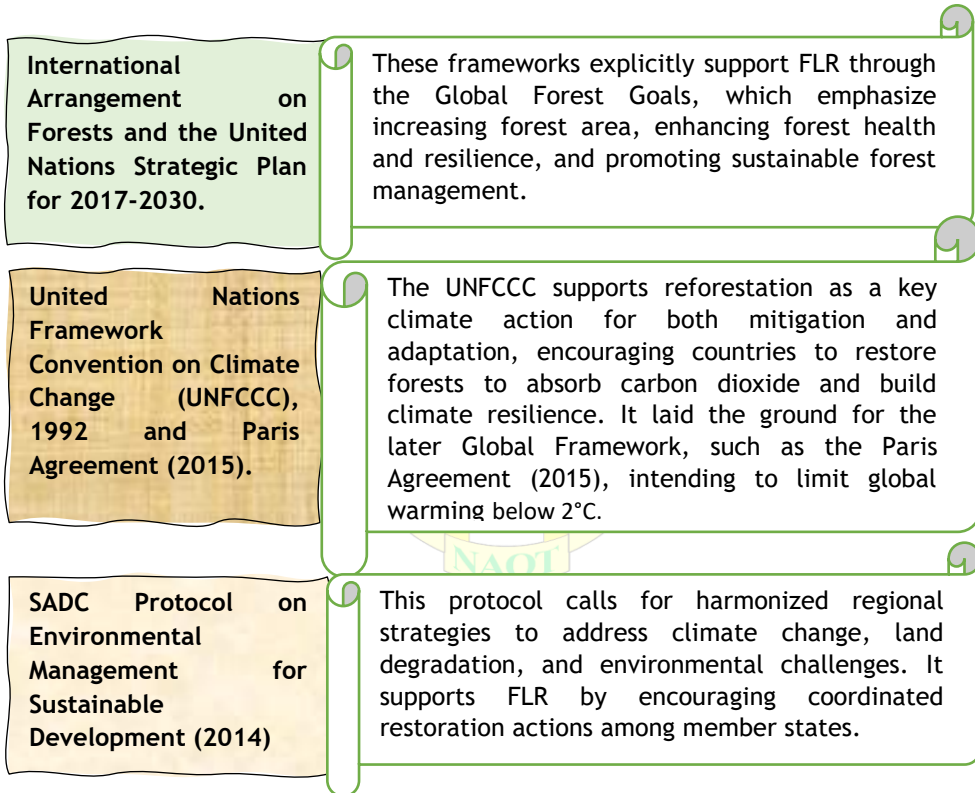 International
Arrangement on
Forests and the United
Nations Strategic Plan
for 2017-2030.
These frameworks explicitly support FLR through
the Global Forest Goals, which emphasize
increasing forest area, enhancing forest health
and resilience, and promoting sustainable forest
management.
United Nations
Framework
Convention on Climate
Change (UNFCCC),
1992 and Paris
Agreement (2015).
The UNFCCC supports reforestation as a key
climate action for both mitigation and
adaptation, encouraging countries to restore
forests to absorb carbon dioxide and build
climate resilience. It laid the ground for the
later Global Framework, such as the Paris
Agreement (2015), intending to limit global
warming below 2°C.
NAOT
SADC Protocol on
Environmental
Management for
Sustainable
Development (2014)
This protocol calls for harmonized regional
strategies to address climate change, land
degradation, and environmental challenges. It
supports FLR by encouraging coordinated
restoration actions among member states.